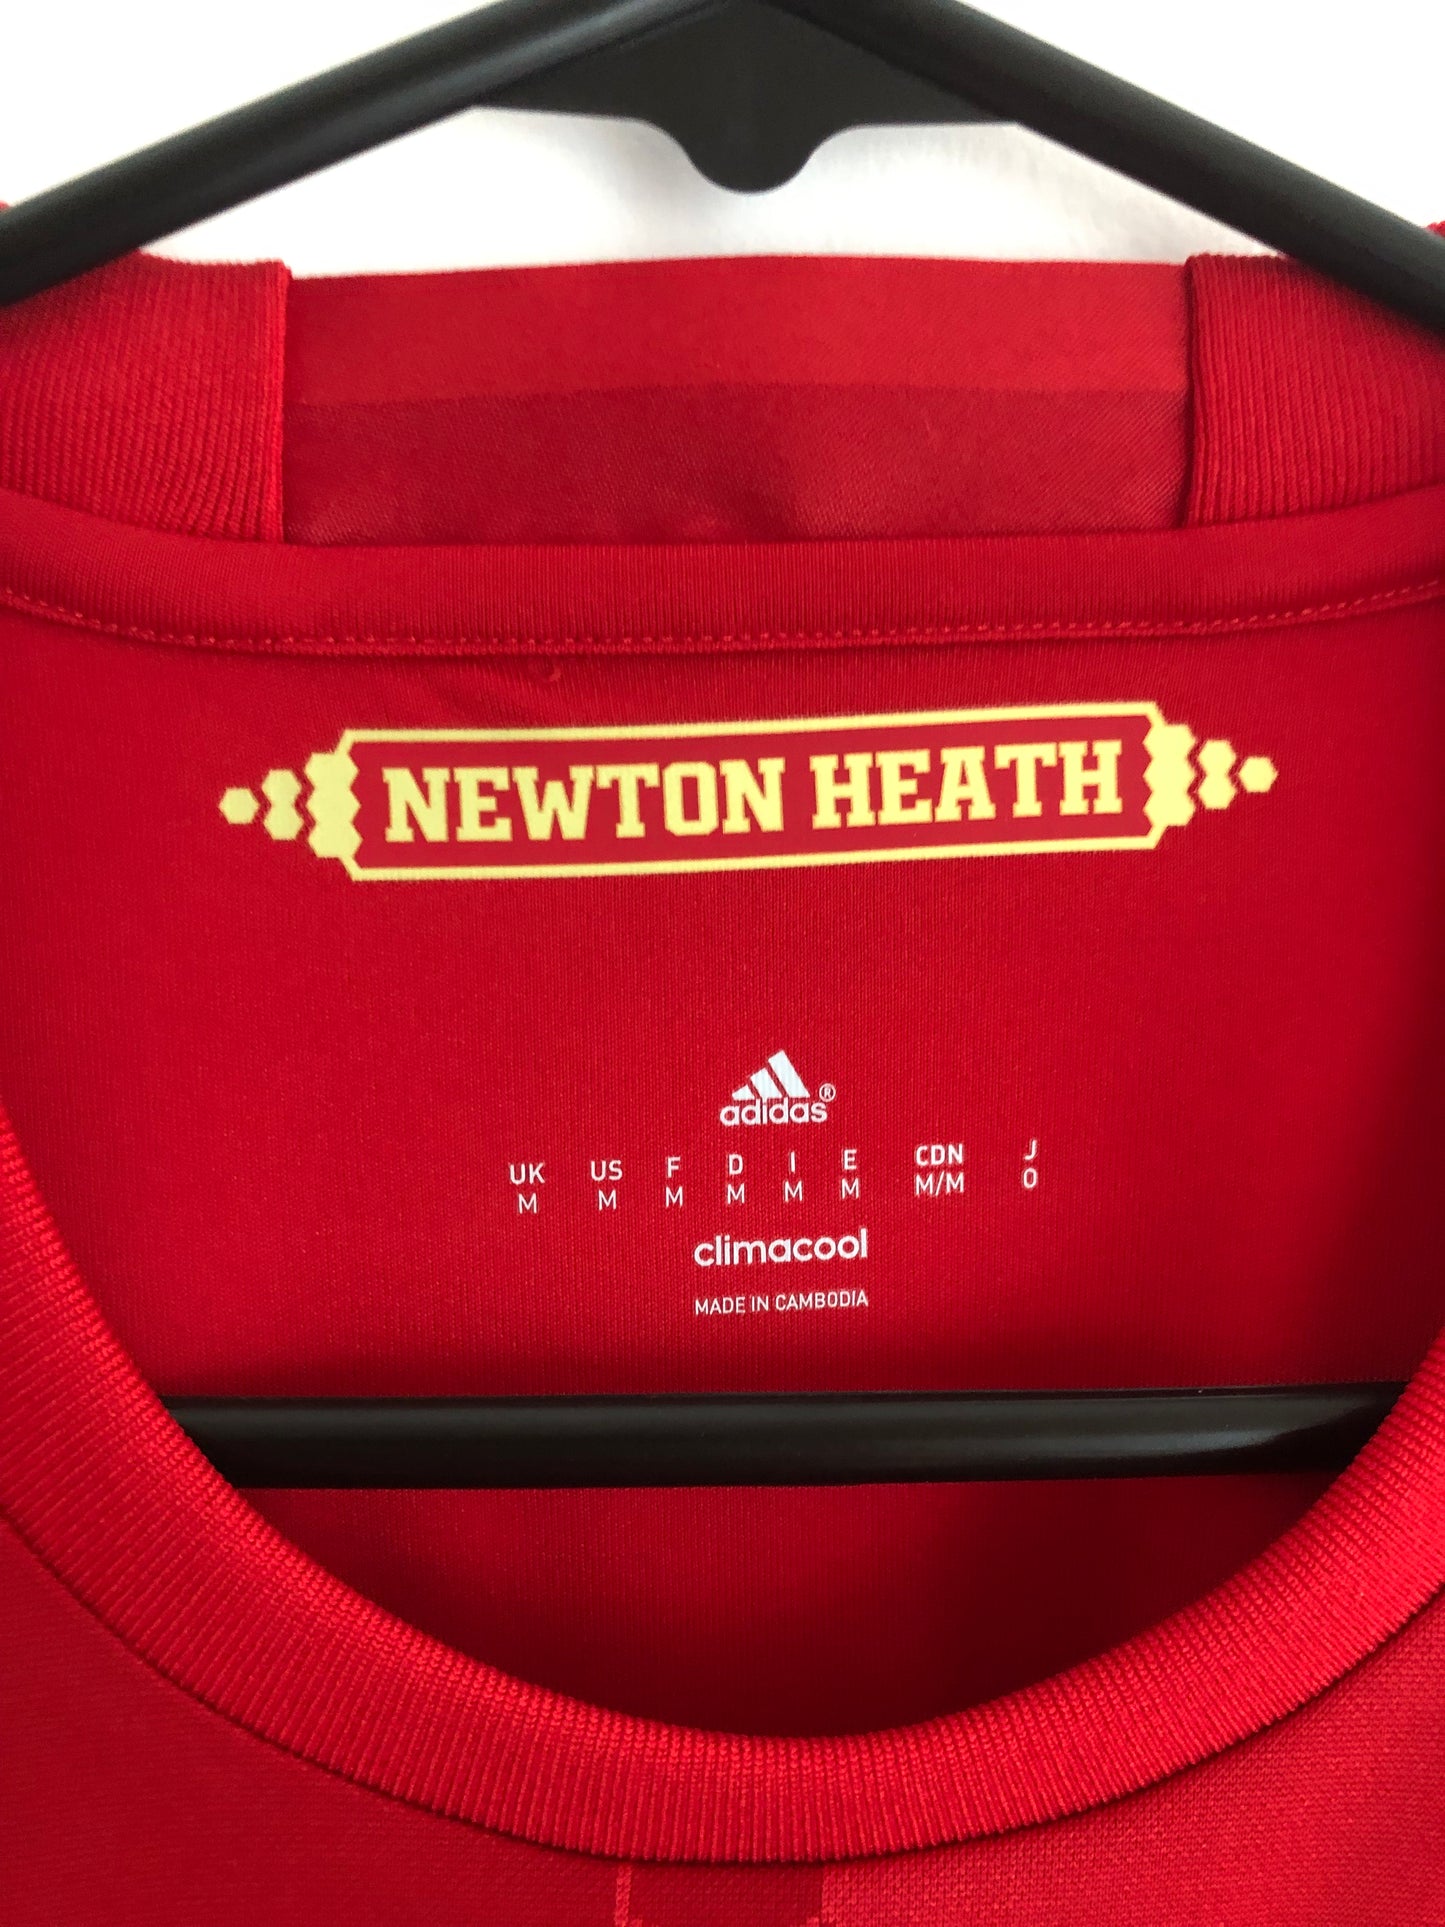 NEWTON HEATH
adidas®
UK US F D I E CDN J
M M M M M M M/M O
climacool
MADE IN CAMBODIA